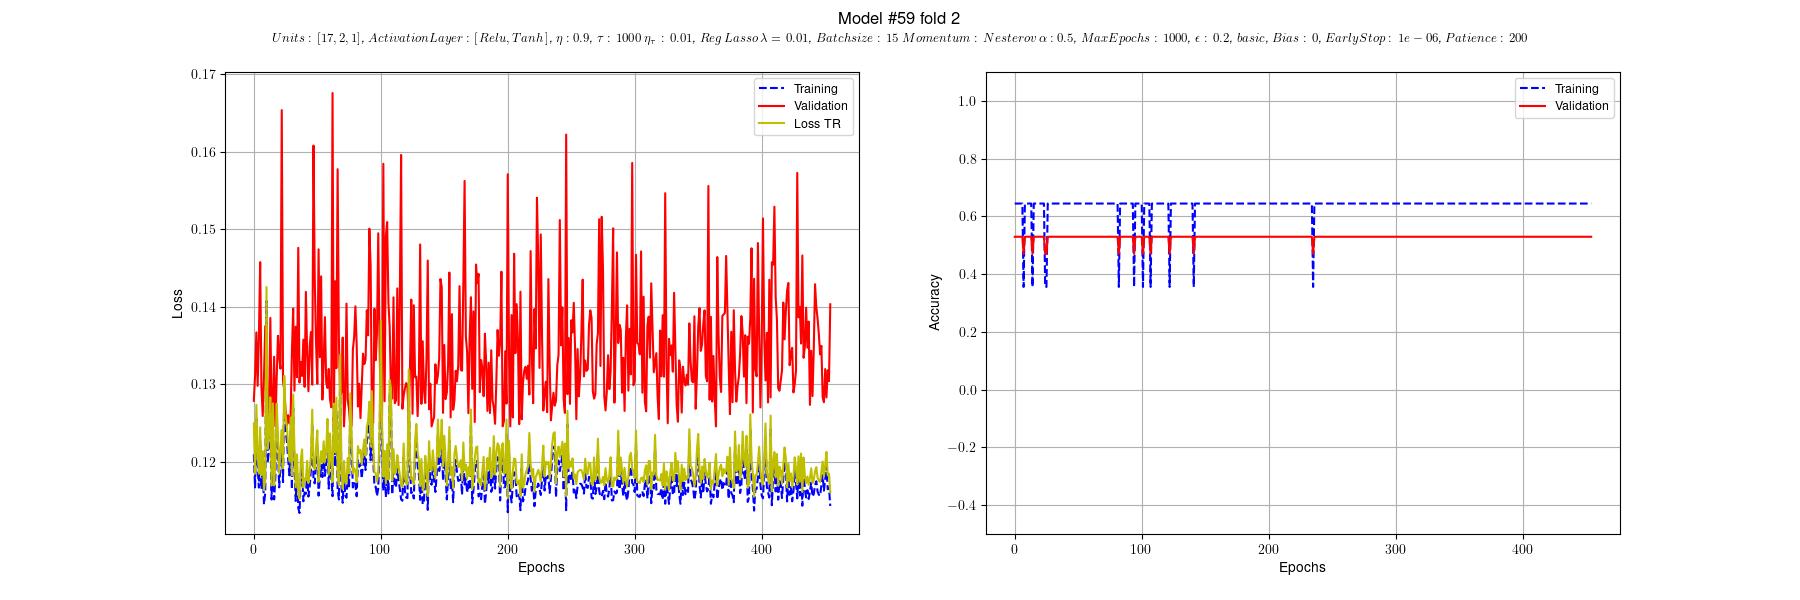 Model #59 fold 2
Units : [17, 2, 1], ActivationLayer : [Relu, Tanh], η : 0.9, τ : 1000 ητ : 0.01, Reg Lasso λ = 0.01, Batchsize : 15 Momentum : Nesterov α : 0.5, MaxEpochs : 1000, ϵ : 0.2, basic, Bias : 0, EarlyStop : 1e − 06, Patience : 200
0.17
0.16
0.15
0.14
0.13
0.12
Loss
0 100 200 300 400
Epochs
Training
Validation
Loss TR
1.0
0.8
0.6
0.4
0.2
0.0
−0.2
−0.4
Accuracy
0 100 200 300 400
Epochs
Training
Validation